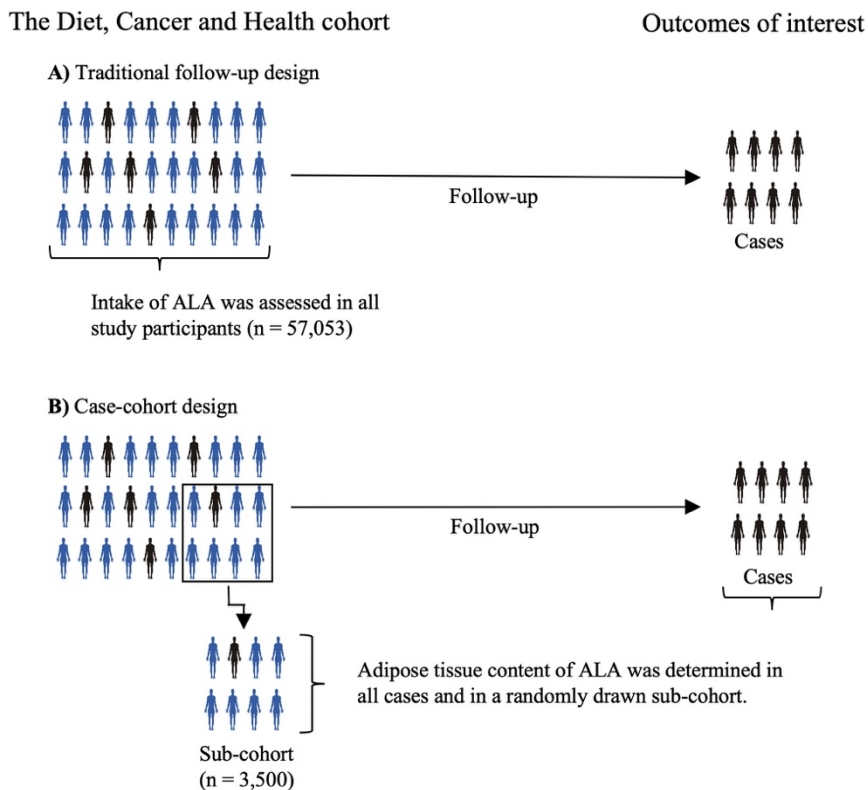 The Diet, Cancer and Health cohort
Outcomes of interest
A) Traditional follow-up design
Follow-up
Cases
Intake of ALA was assessed in all
study participants (n = 57,053)
B) Case-cohort design
Follow-up
Cases
Adipose tissue content of ALA was determined in
all cases and in a randomly drawn sub-cohort.
Sub-cohort
(n = 3,500)